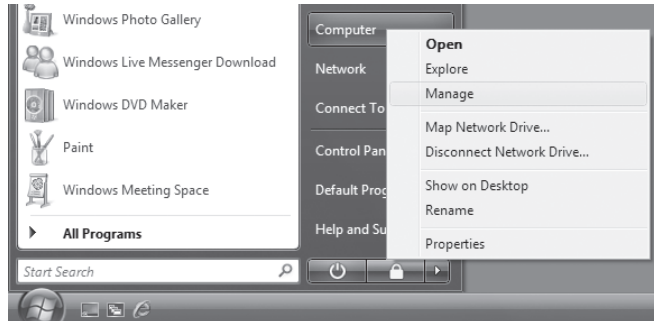 Windows Photo Gallery
Windows Live Messenger Download
Windows DVD Maker
Paint
Windows Meeting Space
All Programs
Start Search
Computer
Network
Connect To
Control Pan
Default Prog
Help and Su
Open
Explore
Manage
Map Network Drive...
Disconnect Network Drive...
Show on Desktop
Rename
Properties